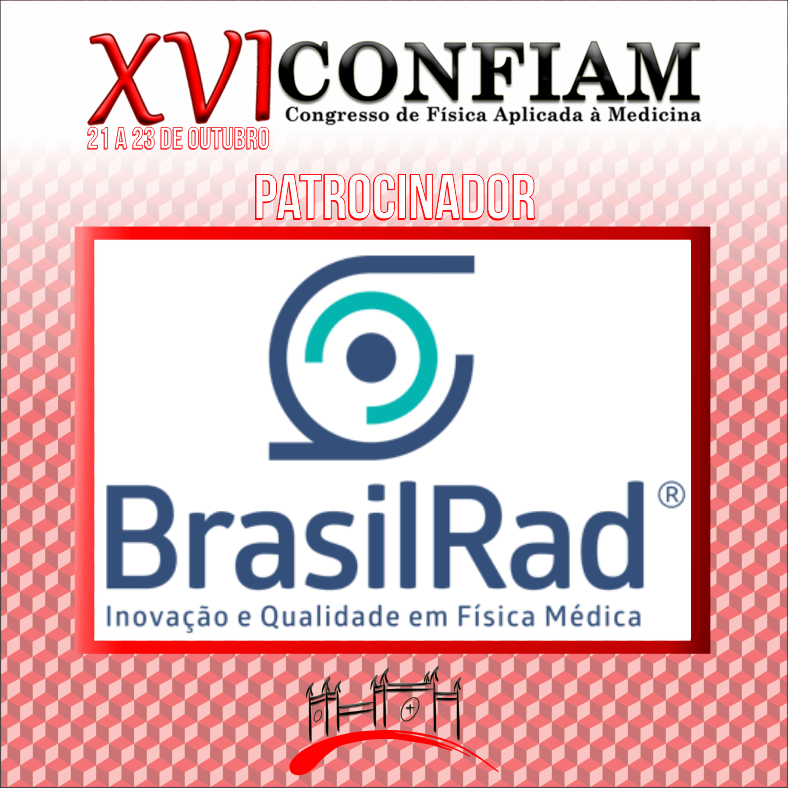 XVI CONFIAM
Congresso de Física Aplicada à Medicina
21 A 23 DE OUTUBRO
PATROCINADOR
BrasilRad®
Inovação e Qualidade em Física Médica